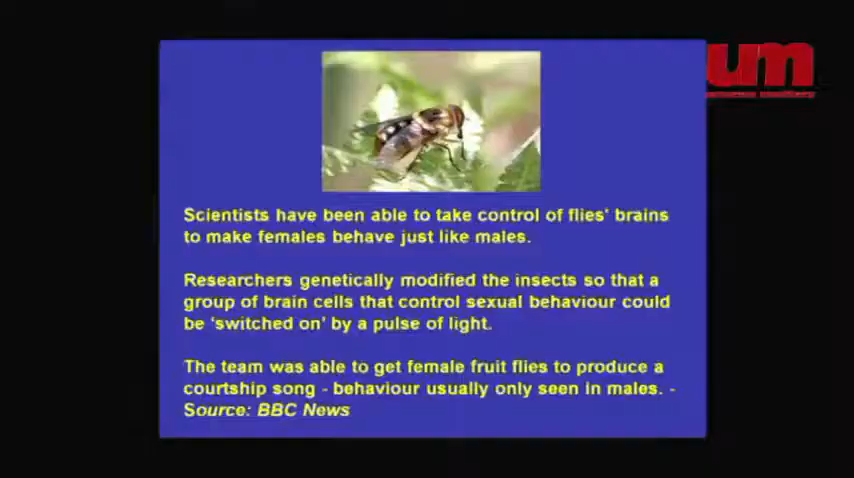 um
Scientists have been able to take control of flies' brains
to make females behave just like males.
Researchers genetically modified the insects so that a
group of brain cells that control sexual behaviour could
be 'switched on' by a pulse of light.
The team was able to get female fruit flies to produce a
courtship song - behaviour usually only seen in males. -
Source: BBC News